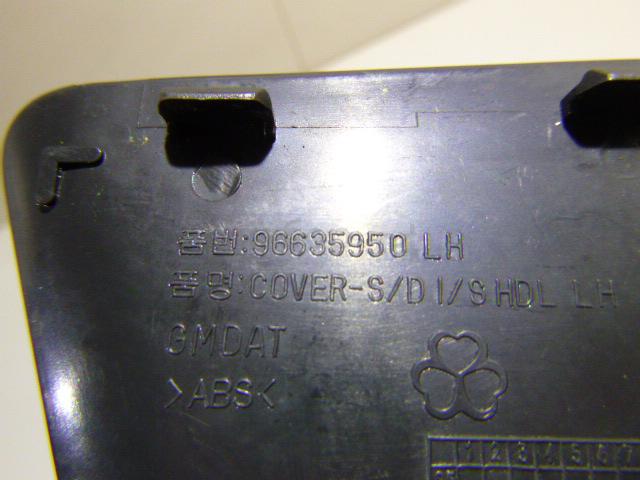 품번:96635950 LH
품명:COVER-S/D I/S HDL LH
GMDAT
>ABS<
1 2 3 4 5 6 7